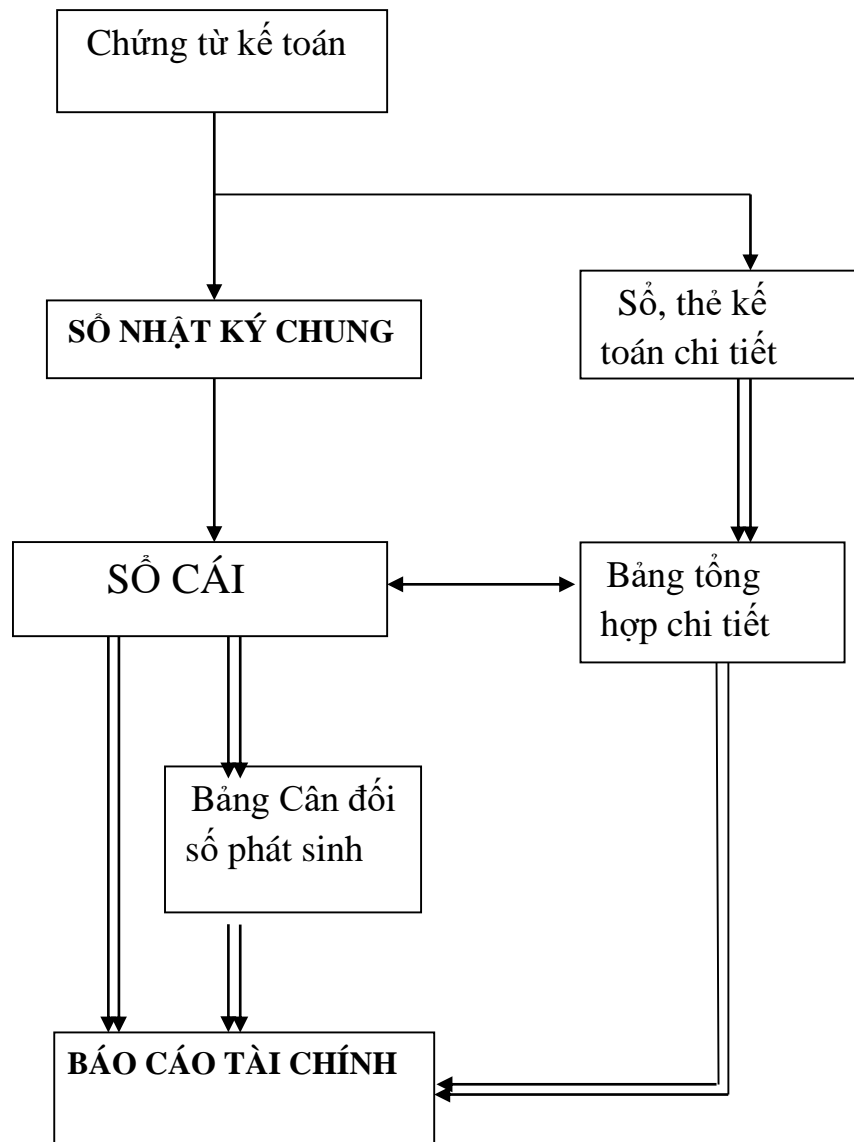 Chứng từ kế toán
SỔ NHẬT KÝ CHUNG
Sổ, thẻ kế
toán chi tiết
SỔ CÁI
Bảng tổng
hợp chi tiết
Bảng Cân đối
số phát sinh
BÁO CÁO TÀI CHÍNH